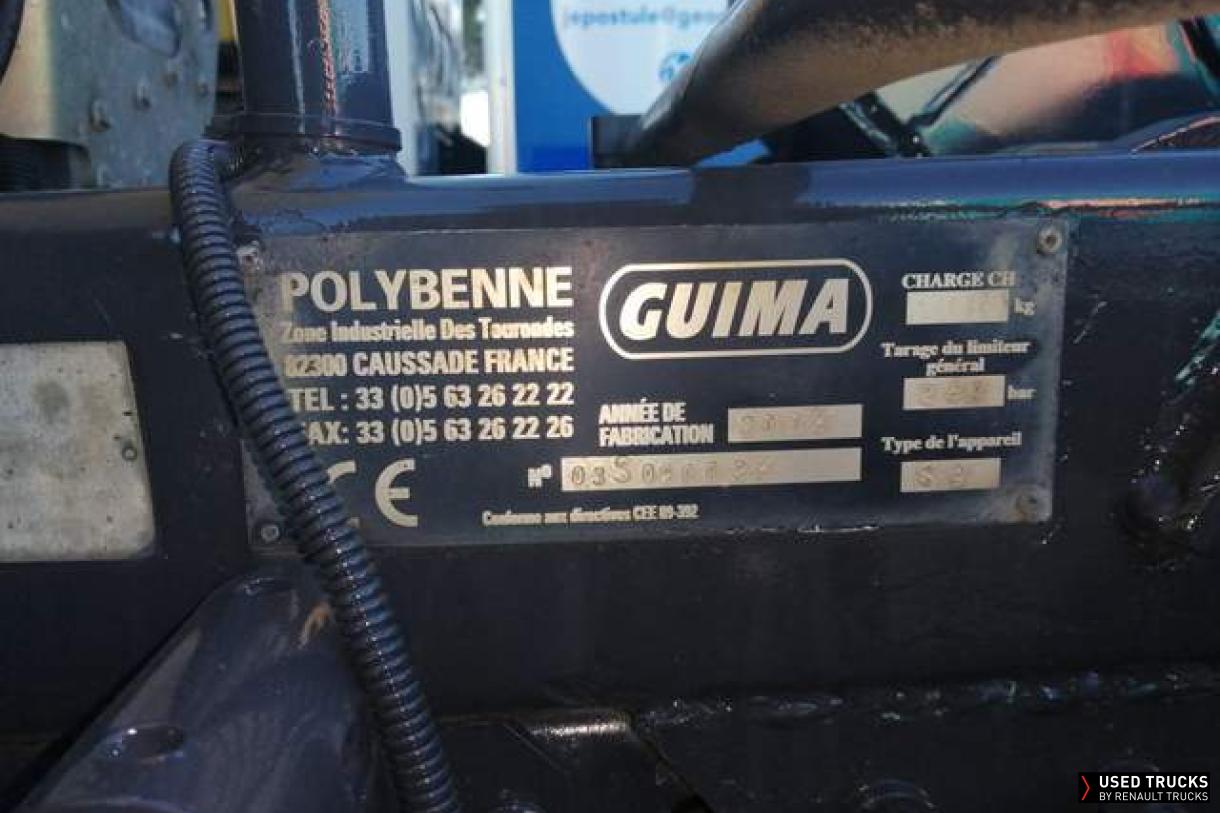 jepostule@geo
POLYBENNE
Zone Industrielle Des Tourondes
82300 CAUSSADE FRANCE
TEL : 33 (0)5 63 26 22 22
FAX: 33 (0)5 63 26 22 26
CE
GUIMA
ANNÉE DE
FABRICATION
N°
Conforme aux directives CEE 89-392
CHARGE CH
kg
Tarage du limiteur
général
bar
Type de l'appareil
USED TRUCKS
BY RENAULT TRUCKS